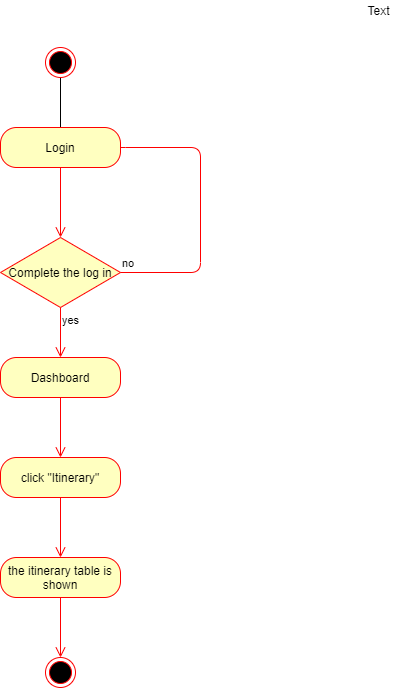 Text
Login
Complete the log in
no
yes
Dashboard
click "Itinerary"
the itinerary table is
shown